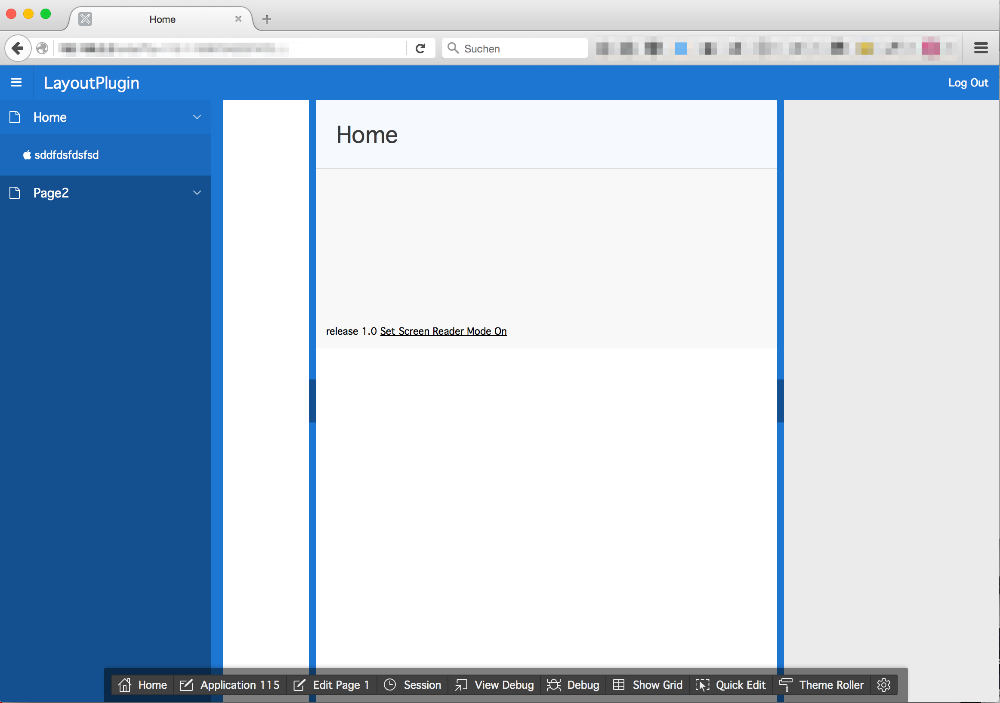 Home
Suchen
LayoutPlugin
Log Out
Home
sddfdsfdsfsd
Page2
Home
release 1.0 Set Screen Reader Mode On
Home Application 115 Edit Page 1 Session View Debug Debug Show Grid Quick Edit Theme Roller